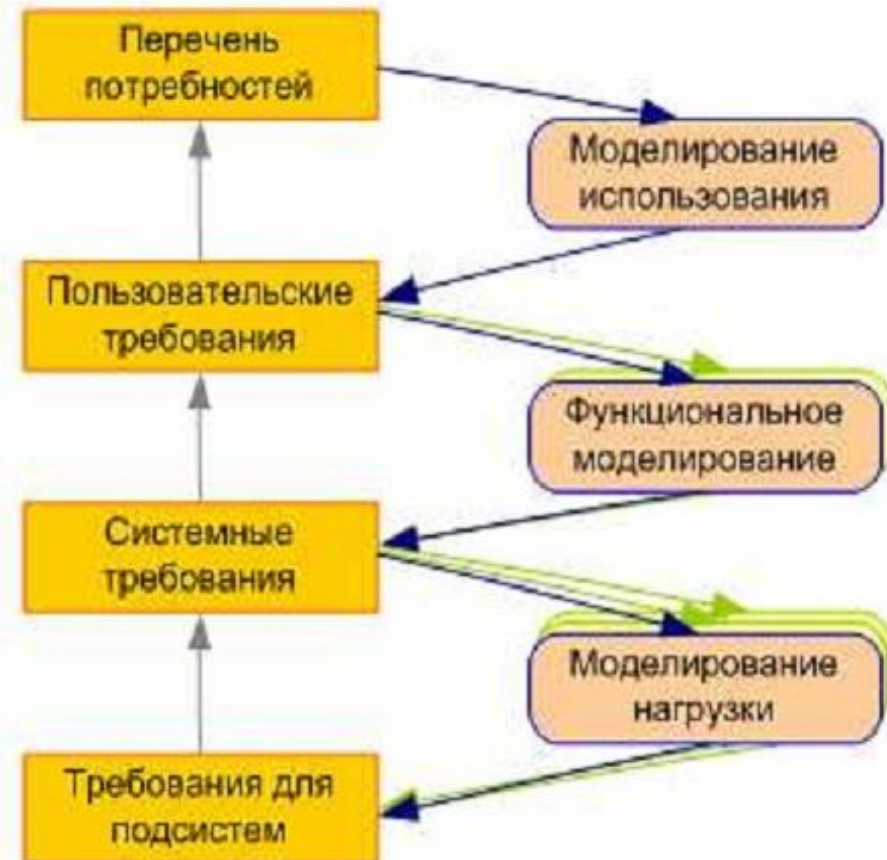 Перечень
потребностей
Моделирование
использования
Пользовательские
требования
Функциональное
моделирование
Системные
требования
Моделирование
нагрузки
Требования для
подсистем